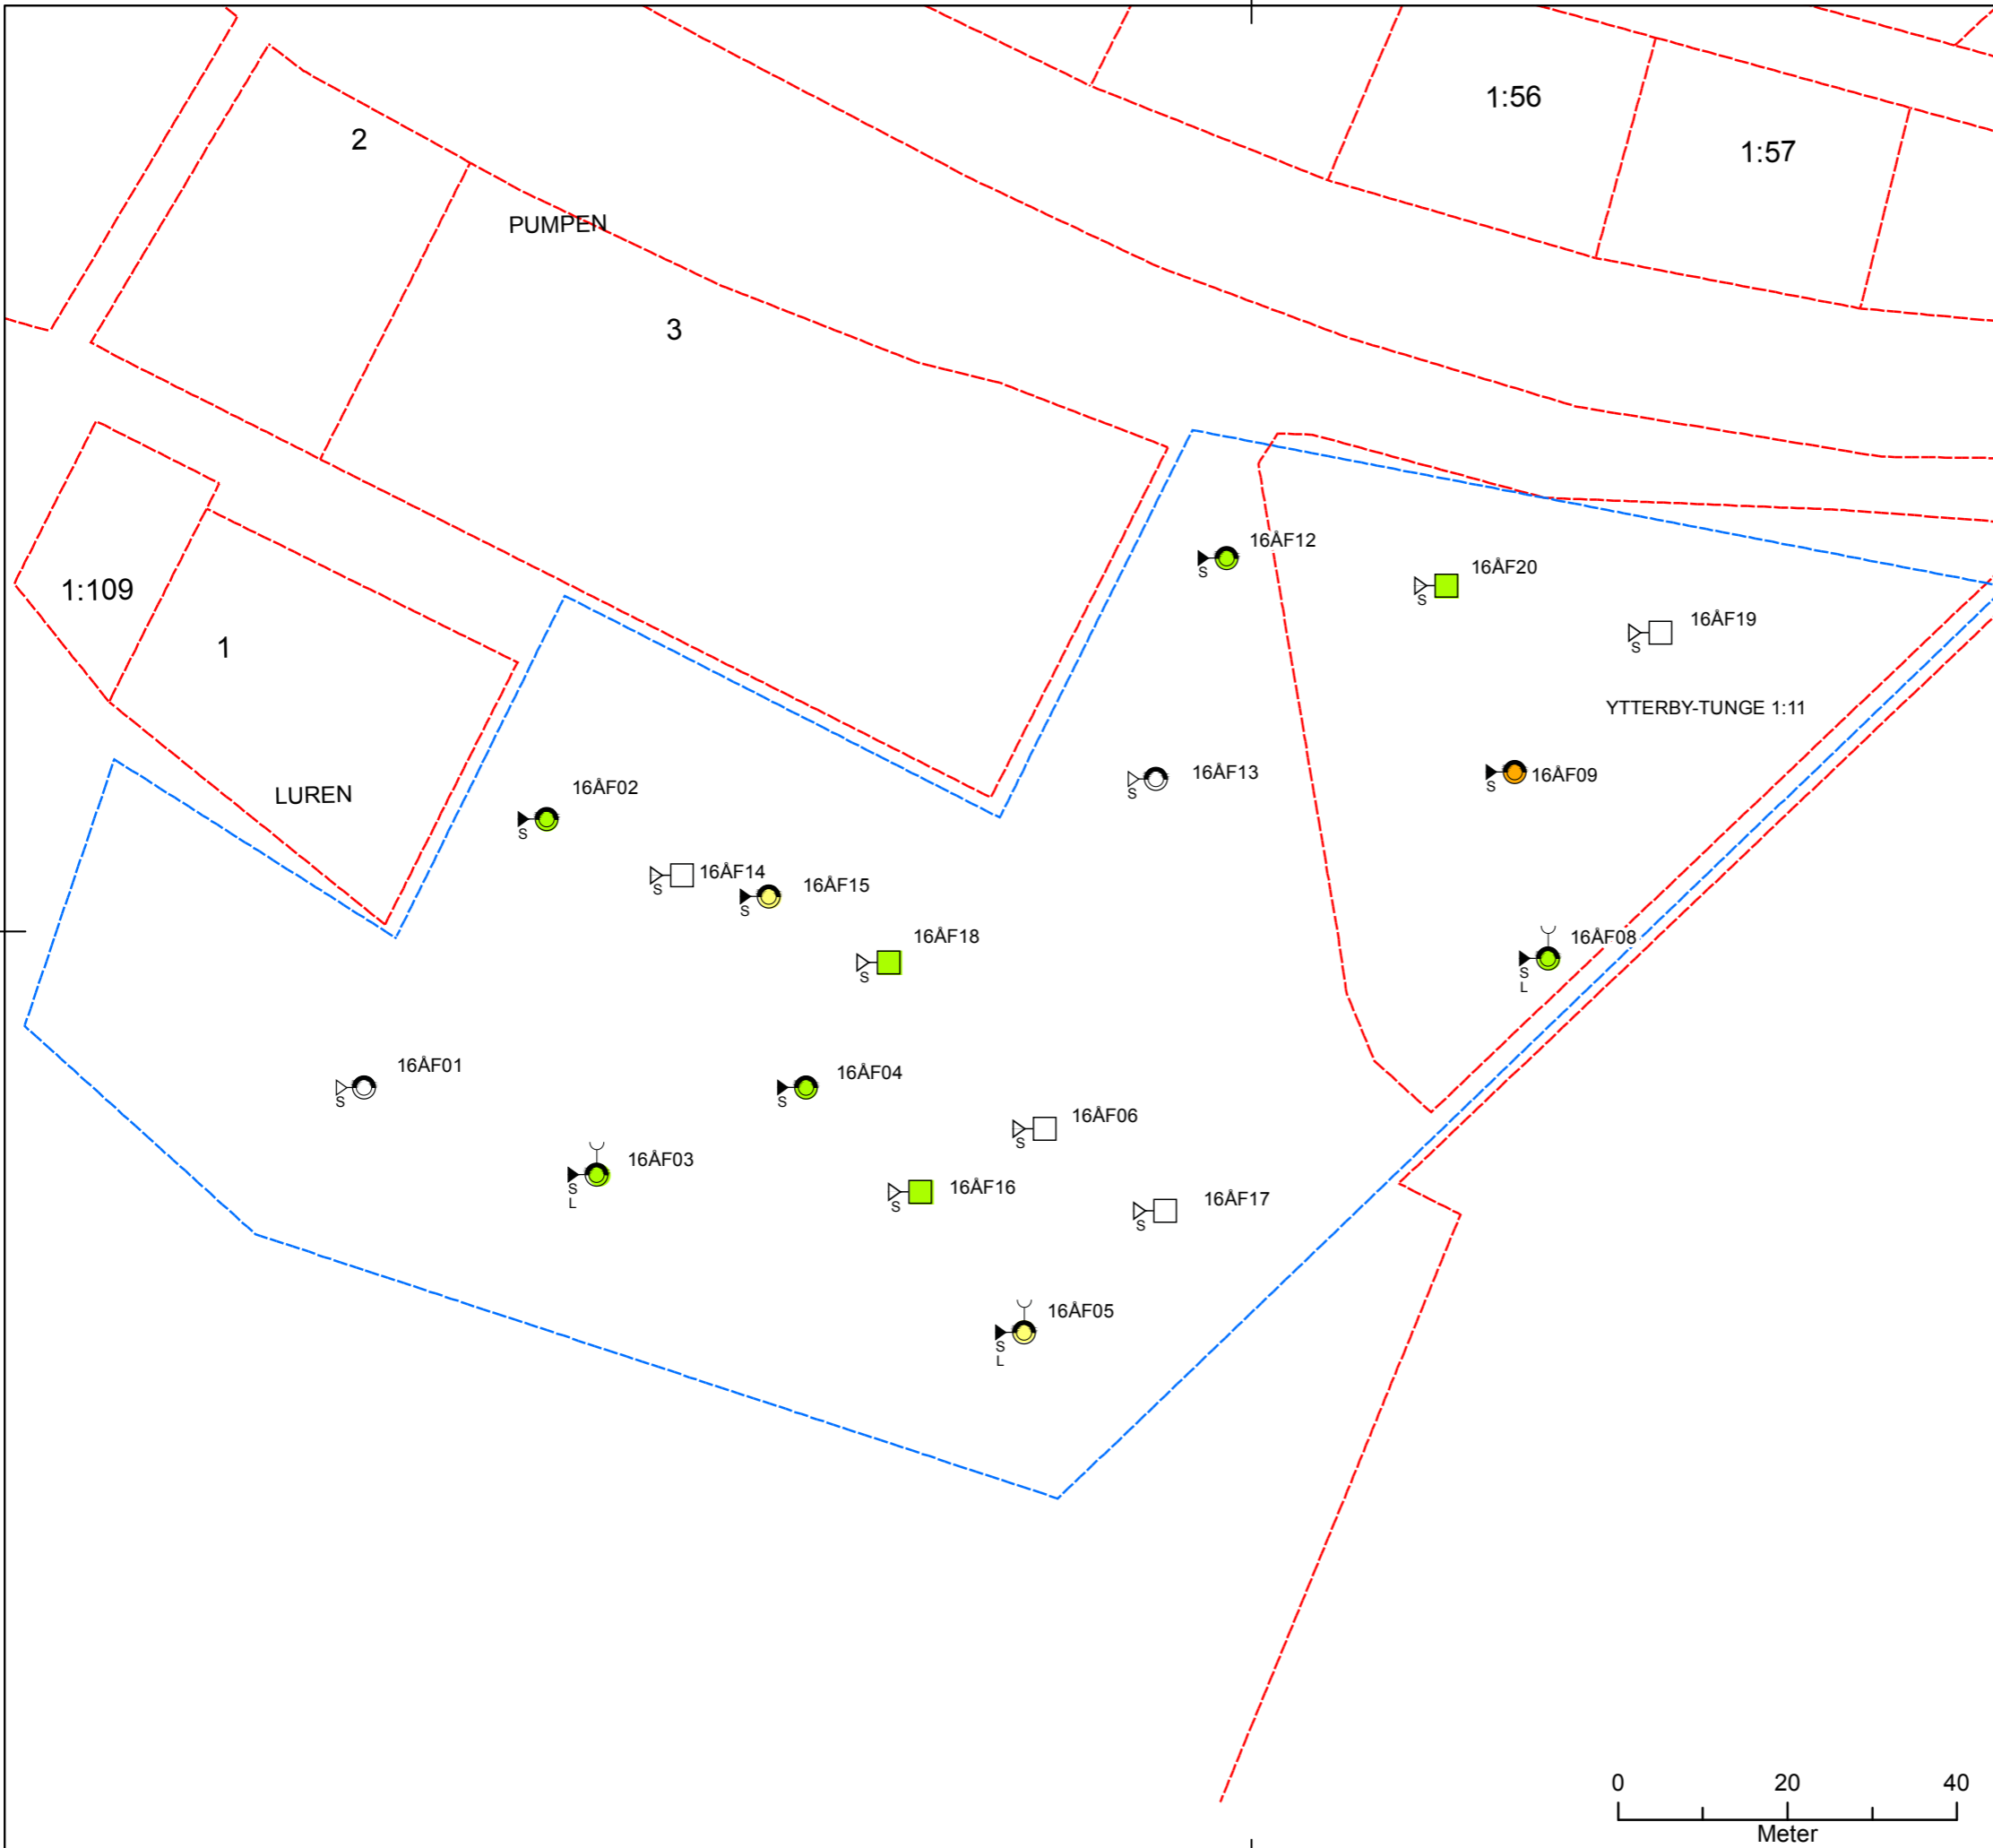 1:56
2
1:57
PUMPEN
3
16ÅF12
S
16ÅF20
S
1:109
16ÅF19
S
1
YTTERBY-TUNGE 1:11
16ÅF13
S
16ÅF09
S
LUREN
16ÅF02
S
16ÅF14
S
16ÅF15
S
16ÅF18
S
16ÅF08
S
L
16ÅF01
S
16ÅF04
S
16ÅF06
S
16ÅF03
S
L
16ÅF16
S
16ÅF17
S
16ÅF05
S
L
0 20 40
Meter